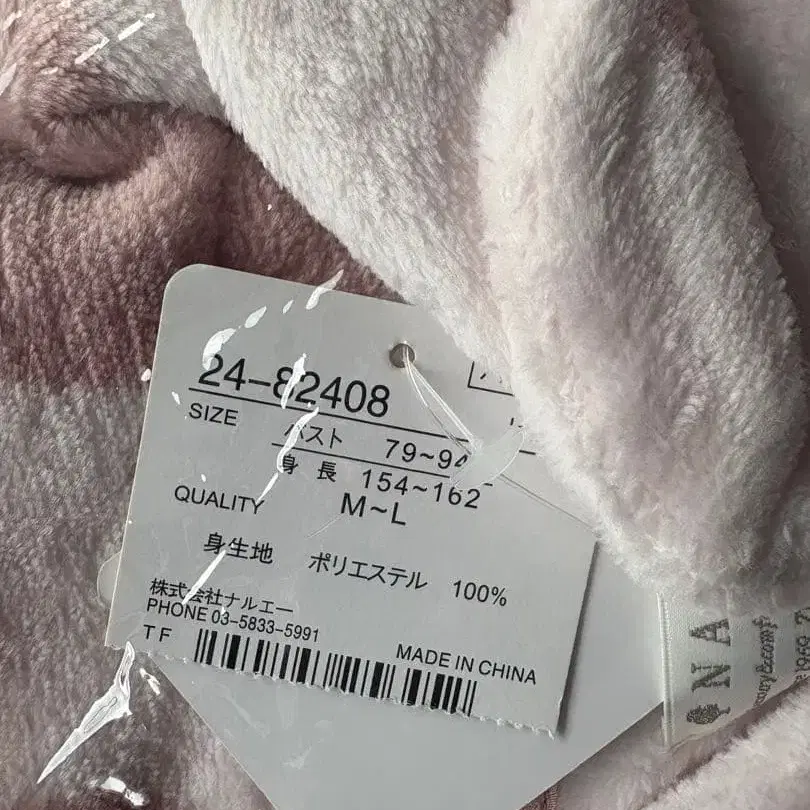 24-82408
SIZE バスト 79~94
身 長 154~162
M~L
QUALITY
身生地 ポリエステル 100%
株式会社ナルエー
PHONE 03-5833-5991
TF
MADE IN CHINA
NA